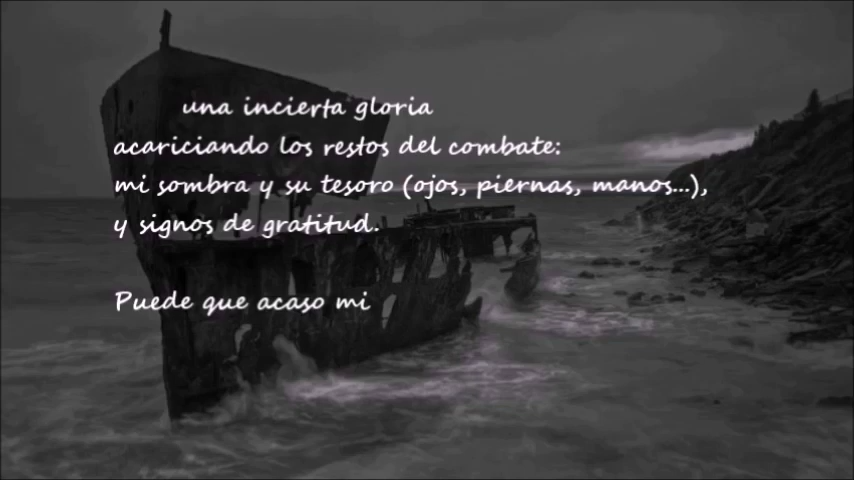 una incierta gloria
acariciando los restos del combate:
mi sombra y su tesoro (ojos, piernas, manos...),
y signos de gratitud.
Puede que acaso mi